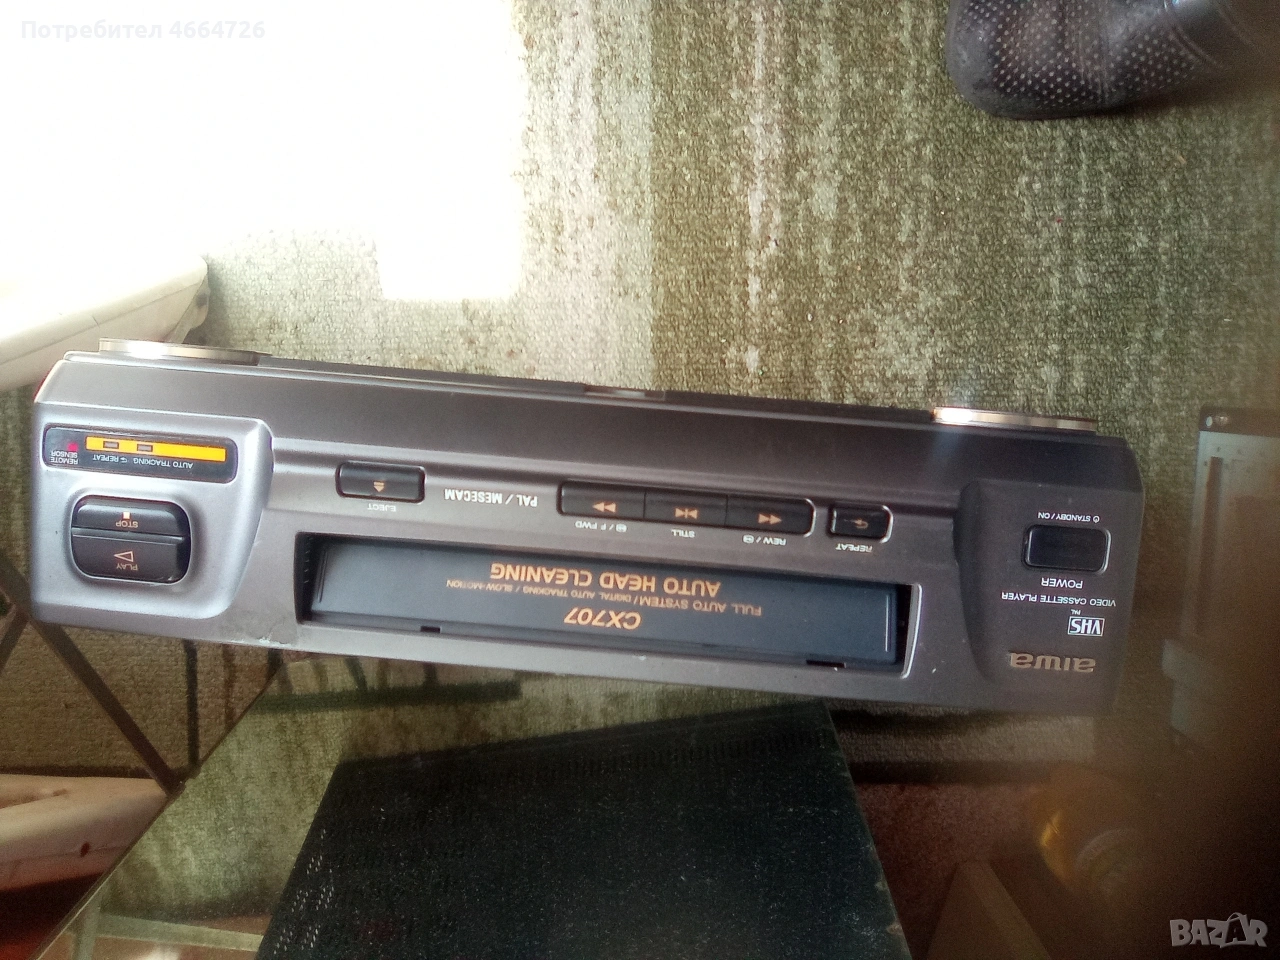 Потребител 4664726
aiwa
VHS
PAL
VIDEO CASSETTE PLAYER
POWER
⏻ STANDBY / ON
CX707
FULL AUTO SYSTEM / DIGITAL AUTO TRACKING / SLOW-MOTION
AUTO HEAD CLEANING
REPEAT
REW /
STILL
/ F FWD
PAL / MESECAM
EJECT
PLAY
STOP
AUTO TRACKING
REPEAT
REMOTE
SENSOR
BAZAR